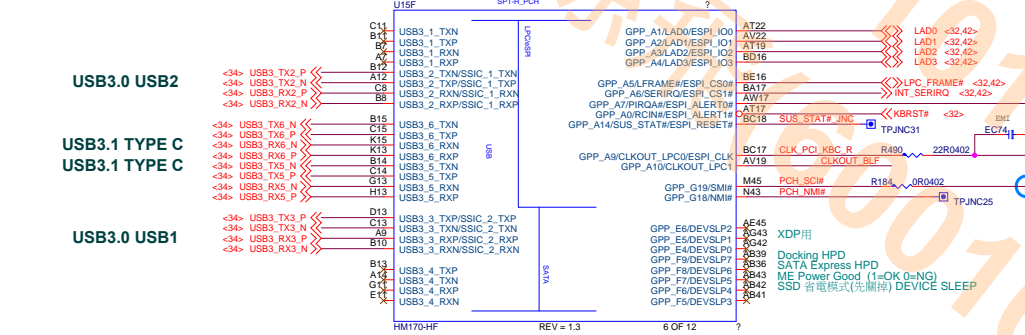 U15F
SPT-H_PCH
?
C11 USB3_1_TXN
B11 USB3_1_TXP
B7 USB3_1_RXN
A7 USB3_1_RXP
USB3.0 USB2
<34> USB3_TX2_P B12 USB3_2_TXN/SSIC_1_TXN
<34> USB3_TX2_N A12 USB3_2_TXP/SSIC_1_TXP
<34> USB3_RX2_P C8 USB3_2_RXN/SSIC_1_RXN
<34> USB3_RX2_N B8 USB3_2_RXP/SSIC_1_RXP
USB3.1 TYPE C
USB3.1 TYPE C
<34> USB3_TX6_N B15 USB3_6_TXN
<34> USB3_TX6_P C15 USB3_6_TXP
<34> USB3_RX6_N K15 USB3_6_RXN
<34> USB3_RX6_P K13 USB3_6_RXP
<34> USB3_TX5_N B14 USB3_5_TXN
<34> USB3_TX5_P C14 USB3_5_TXP
<34> USB3_RX5_N G13 USB3_5_RXN
<34> USB3_RX5_P H13 USB3_5_RXP
USB3.0 USB1
<34> USB3_TX3_P D13 USB3_3_TXP/SSIC_2_TXP
<34> USB3_TX3_N C13 USB3_3_TXN/SSIC_2_TXN
<34> USB3_RX3_P A9 USB3_3_RXP/SSIC_2_RXP
<34> USB3_RX3_N B10 USB3_3_RXN/SSIC_2_RXN
B13 USB3_4_TXP
A14 USB3_4_TXN
G11 USB3_4_RXP
E11 USB3_4_RXN
LPC/eSPI
USB
SATA
GPP_A1/LAD0/ESPI_IO0 AT22 LAD0 <32,42>
GPP_A2/LAD1/ESPI_IO1 AV22 LAD1 <32,42>
GPP_A3/LAD2/ESPI_IO2 AT19 LAD2 <32,42>
GPP_A4/LAD3/ESPI_IO3 BD16 LAD3 <32,42>
GPP_A5/LFRAME#/ESPI_CS0# BE16 LPC_FRAME# <32,42>
GPP_A6/SERIRQ/ESPI_CS1# BA17 INT_SERIRQ <32,42>
GPP_A7/PIRQA#/ESPI_ALERT0# AW17
GPP_A0/RCIN#/ESPI_ALERT1# AT17 KBRST# <32>
GPP_A14/SUS_STAT#/ESPI_RESET# BC18 SUS_STAT#_JNC
TPJNC31
EMI
EC74
GPP_A9/CLKOUT_LPC0/ESPI_CLK BC17 CLK_PCI_KBC_R R490 22R0402
GPP_A10/CLKOUT_LPC1 AV19 CLKOUT_BLF
GPP_G19/SMI# M45 PCH_SCI# R184 0R0402
GPP_G18/NMI# N43 PCH_NMI#
TPJNC25
GPP_E6/DEVSLP2 AE45
GPP_E5/DEVSLP1 AG43 XDP用
GPP_E4/DEVSLP0 AG42
GPP_F9/DEVSLP7 AB39 Docking HPD
GPP_F8/DEVSLP6 AB36 SATA Express HPD
GPP_F7/DEVSLP5 AB43 ME Power Good (1=OK 0=NG)
GPP_F6/DEVSLP4 AB42 SSD 省電模式(先關掉) DEVICE SLEEP
GPP_F5/DEVSLP3 AB41
HM170-HF
REV = 1.3
6 OF 12
?